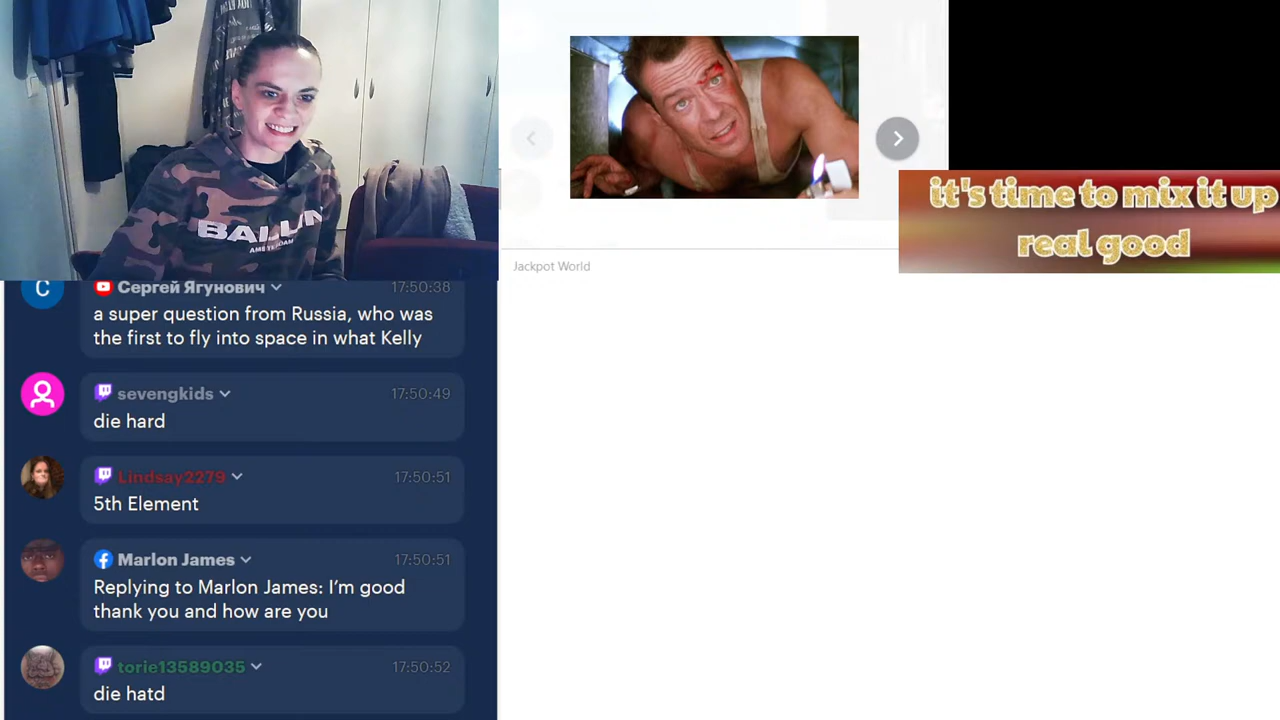 BALLIN
AMSTERDAM
C
Сергей Ягунович
17:50:38
a super question from Russia, who was
the first to fly into space in what Kelly
sevengkids
17:50:49
die hard
Lindsay2279
17:50:51
5th Element
Marlon James
17:50:51
Replying to Marlon James: I’m good
thank you and how are you
torie13589035
17:50:52
die hatd
Jackpot World
it's time to mix it up
real good